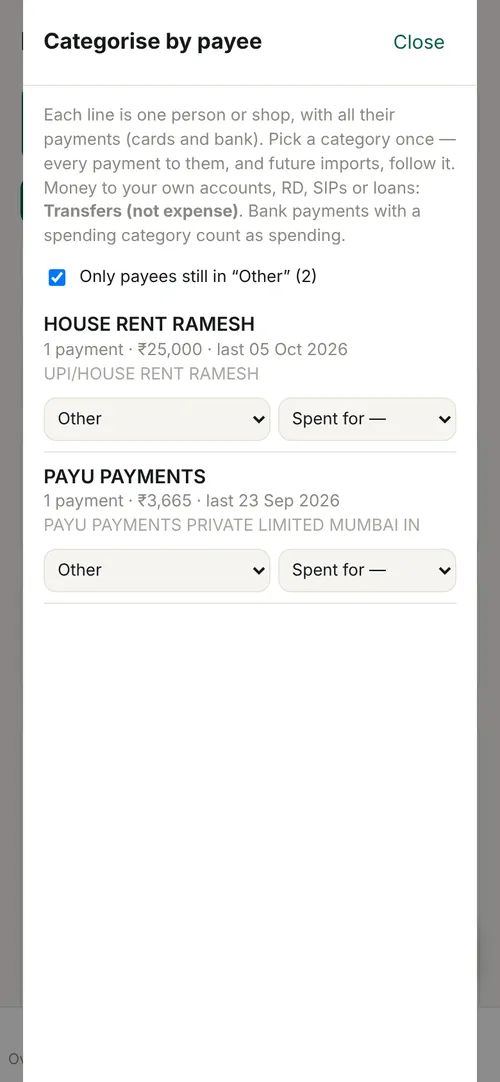 Categorise by payee
Close
Each line is one person or shop, with all their
payments (cards and bank). Pick a category once —
every payment to them, and future imports, follow it.
Money to your own accounts, RD, SIPs or loans:
Transfers (not expense). Bank payments with a
spending category count as spending.
Only payees still in “Other” (2)
HOUSE RENT RAMESH
1 payment · ₹25,000 · last 05 Oct 2026
UPI/HOUSE RENT RAMESH
Other
Spent for —
PAYU PAYMENTS
1 payment · ₹3,665 · last 23 Sep 2026
PAYU PAYMENTS PRIVATE LIMITED MUMBAI IN
Other
Spent for —